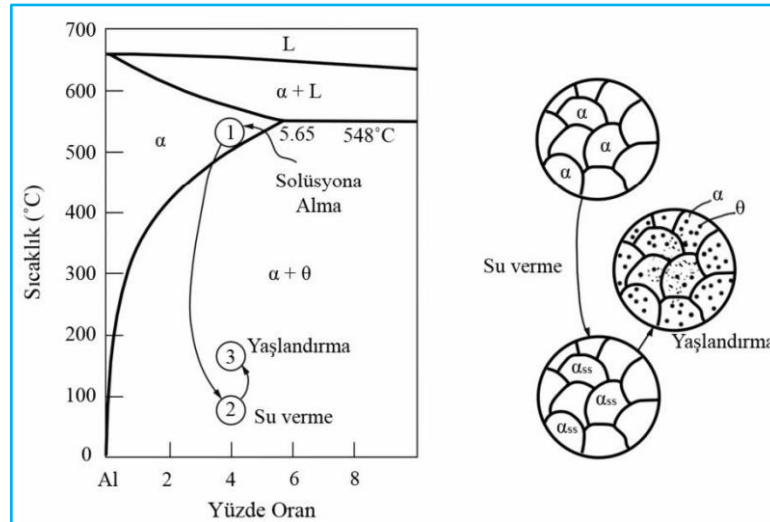 700
600
500
400
300
200
100
0
Sıcaklık (˚C)
L
α + L
α
1
5.65 548˚C
Solüsyona
Alma
α + θ
3 Yaşlandırma
2 Su verme
Al 2 4 6 8
Yüzde Oran
α
α
α
Su verme
α
θ
Yaşlandırma
αss
αss
αss